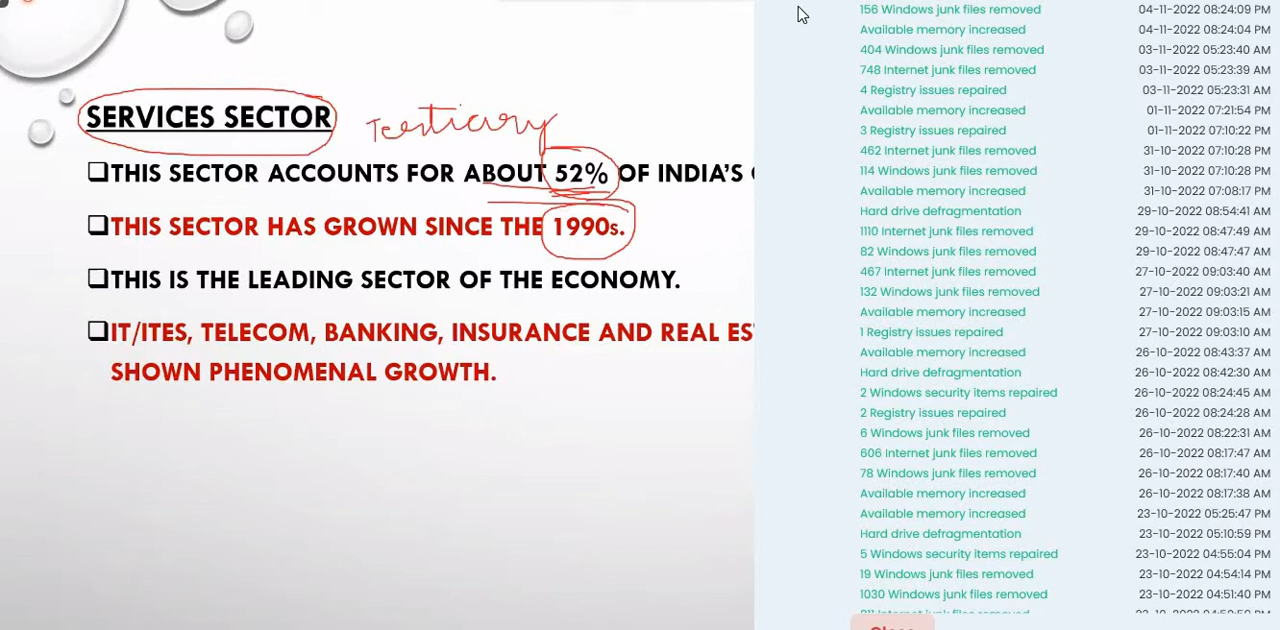 SERVICES SECTOR Teertiary
❑THIS SECTOR ACCOUNTS FOR ABOUT 52% OF INDIA'S
❑THIS SECTOR HAS GROWN SINCE THE 1990s.
❑THIS IS THE LEADING SECTOR OF THE ECONOMY.
❑IT/ITES, TELECOM, BANKING, INSURANCE AND REAL ES
SHOWN PHENOMENAL GROWTH.
156 Windows junk files removed 04-11-2022 08:24:09 PM
Available memory increased 04-11-2022 08:24:04 PM
404 Windows junk files removed 03-11-2022 05:23:40 AM
748 Internet junk files removed 03-11-2022 05:23:39 AM
4 Registry issues repaired 03-11-2022 05:23:31 AM
Available memory increased 01-11-2022 07:21:54 PM
3 Registry issues repaired 01-11-2022 07:10:22 PM
462 Internet junk files removed 31-10-2022 07:10:28 PM
114 Windows junk files removed 31-10-2022 07:10:28 PM
Available memory increased 31-10-2022 07:08:17 PM
Hard drive defragmentation 29-10-2022 08:54:41 AM
1110 Internet junk files removed 29-10-2022 08:47:49 AM
82 Windows junk files removed 29-10-2022 08:47:47 AM
467 Internet junk files removed 27-10-2022 09:03:40 AM
132 Windows junk files removed 27-10-2022 09:03:21 AM
Available memory increased 27-10-2022 09:03:15 AM
1 Registry issues repaired 27-10-2022 09:03:10 AM
Available memory increased 26-10-2022 08:43:37 AM
Hard drive defragmentation 26-10-2022 08:42:30 AM
2 Windows security items repaired 26-10-2022 08:24:45 AM
2 Registry issues repaired 26-10-2022 08:24:28 AM
6 Windows junk files removed 26-10-2022 08:22:31 AM
606 Internet junk files removed 26-10-2022 08:17:47 AM
78 Windows junk files removed 26-10-2022 08:17:40 AM
Available memory increased 26-10-2022 08:17:38 AM
Available memory increased 23-10-2022 05:25:47 PM
Hard drive defragmentation 23-10-2022 05:10:59 PM
5 Windows security items repaired 23-10-2022 04:55:04 PM
19 Windows junk files removed 23-10-2022 04:54:14 PM
1030 Windows junk files removed 23-10-2022 04:51:40 PM